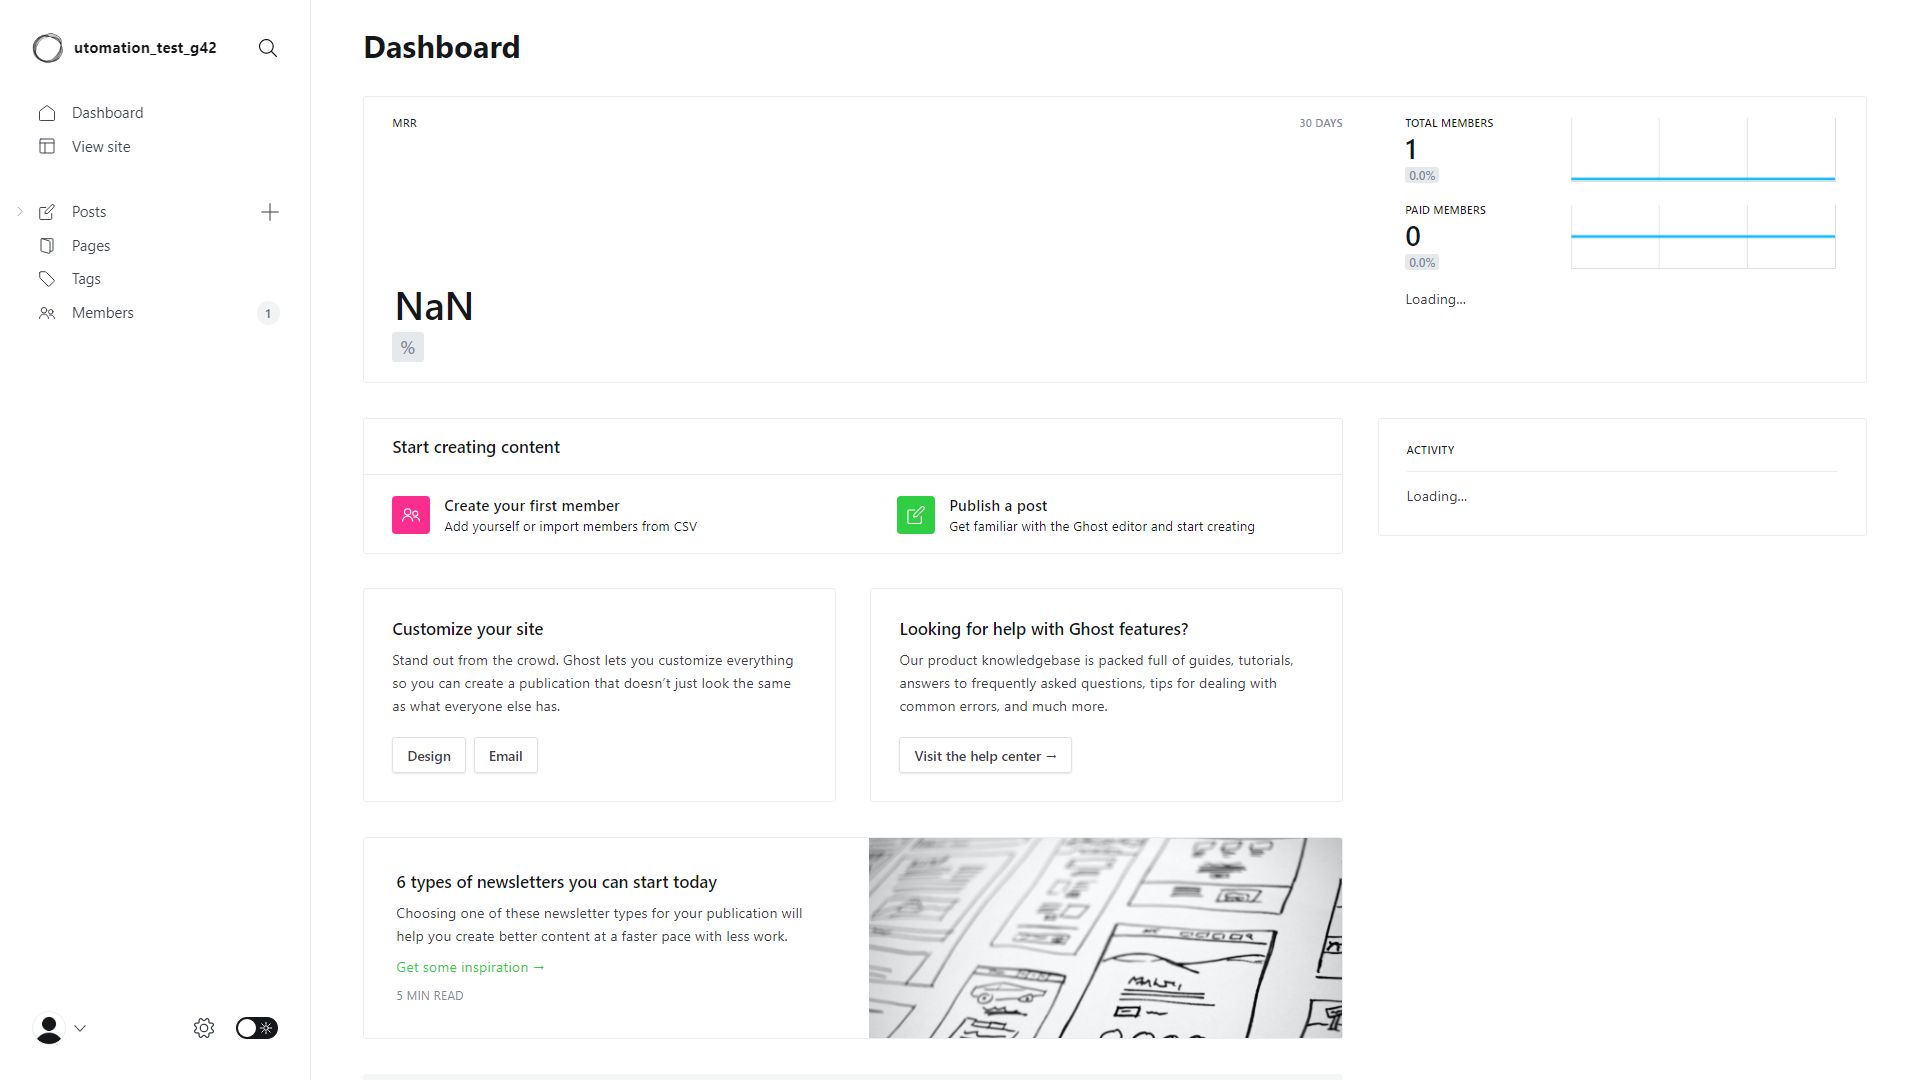 utomation_test_g42
Dashboard
View site
Posts
Pages
Tags
Members
1
Dashboard
MRR
30 DAYS
NaN
%
TOTAL MEMBERS
1
0.0%
PAID MEMBERS
0
0.0%
Loading...
Start creating content
Create your first member
Add yourself or import members from CSV
Publish a post
Get familiar with the Ghost editor and start creating
ACTIVITY
Loading...
Customize your site
Stand out from the crowd. Ghost lets you customize everything
so you can create a publication that doesn’t just look the same
as what everyone else has.
Design
Email
Looking for help with Ghost features?
Our product knowledgebase is packed full of guides, tutorials,
answers to frequently asked questions, tips for dealing with
common errors, and much more.
Visit the help center →
6 types of newsletters you can start today
Choosing one of these newsletter types for your publication will
help you create better content at a faster pace with less work.
Get some inspiration →
5 MIN READ